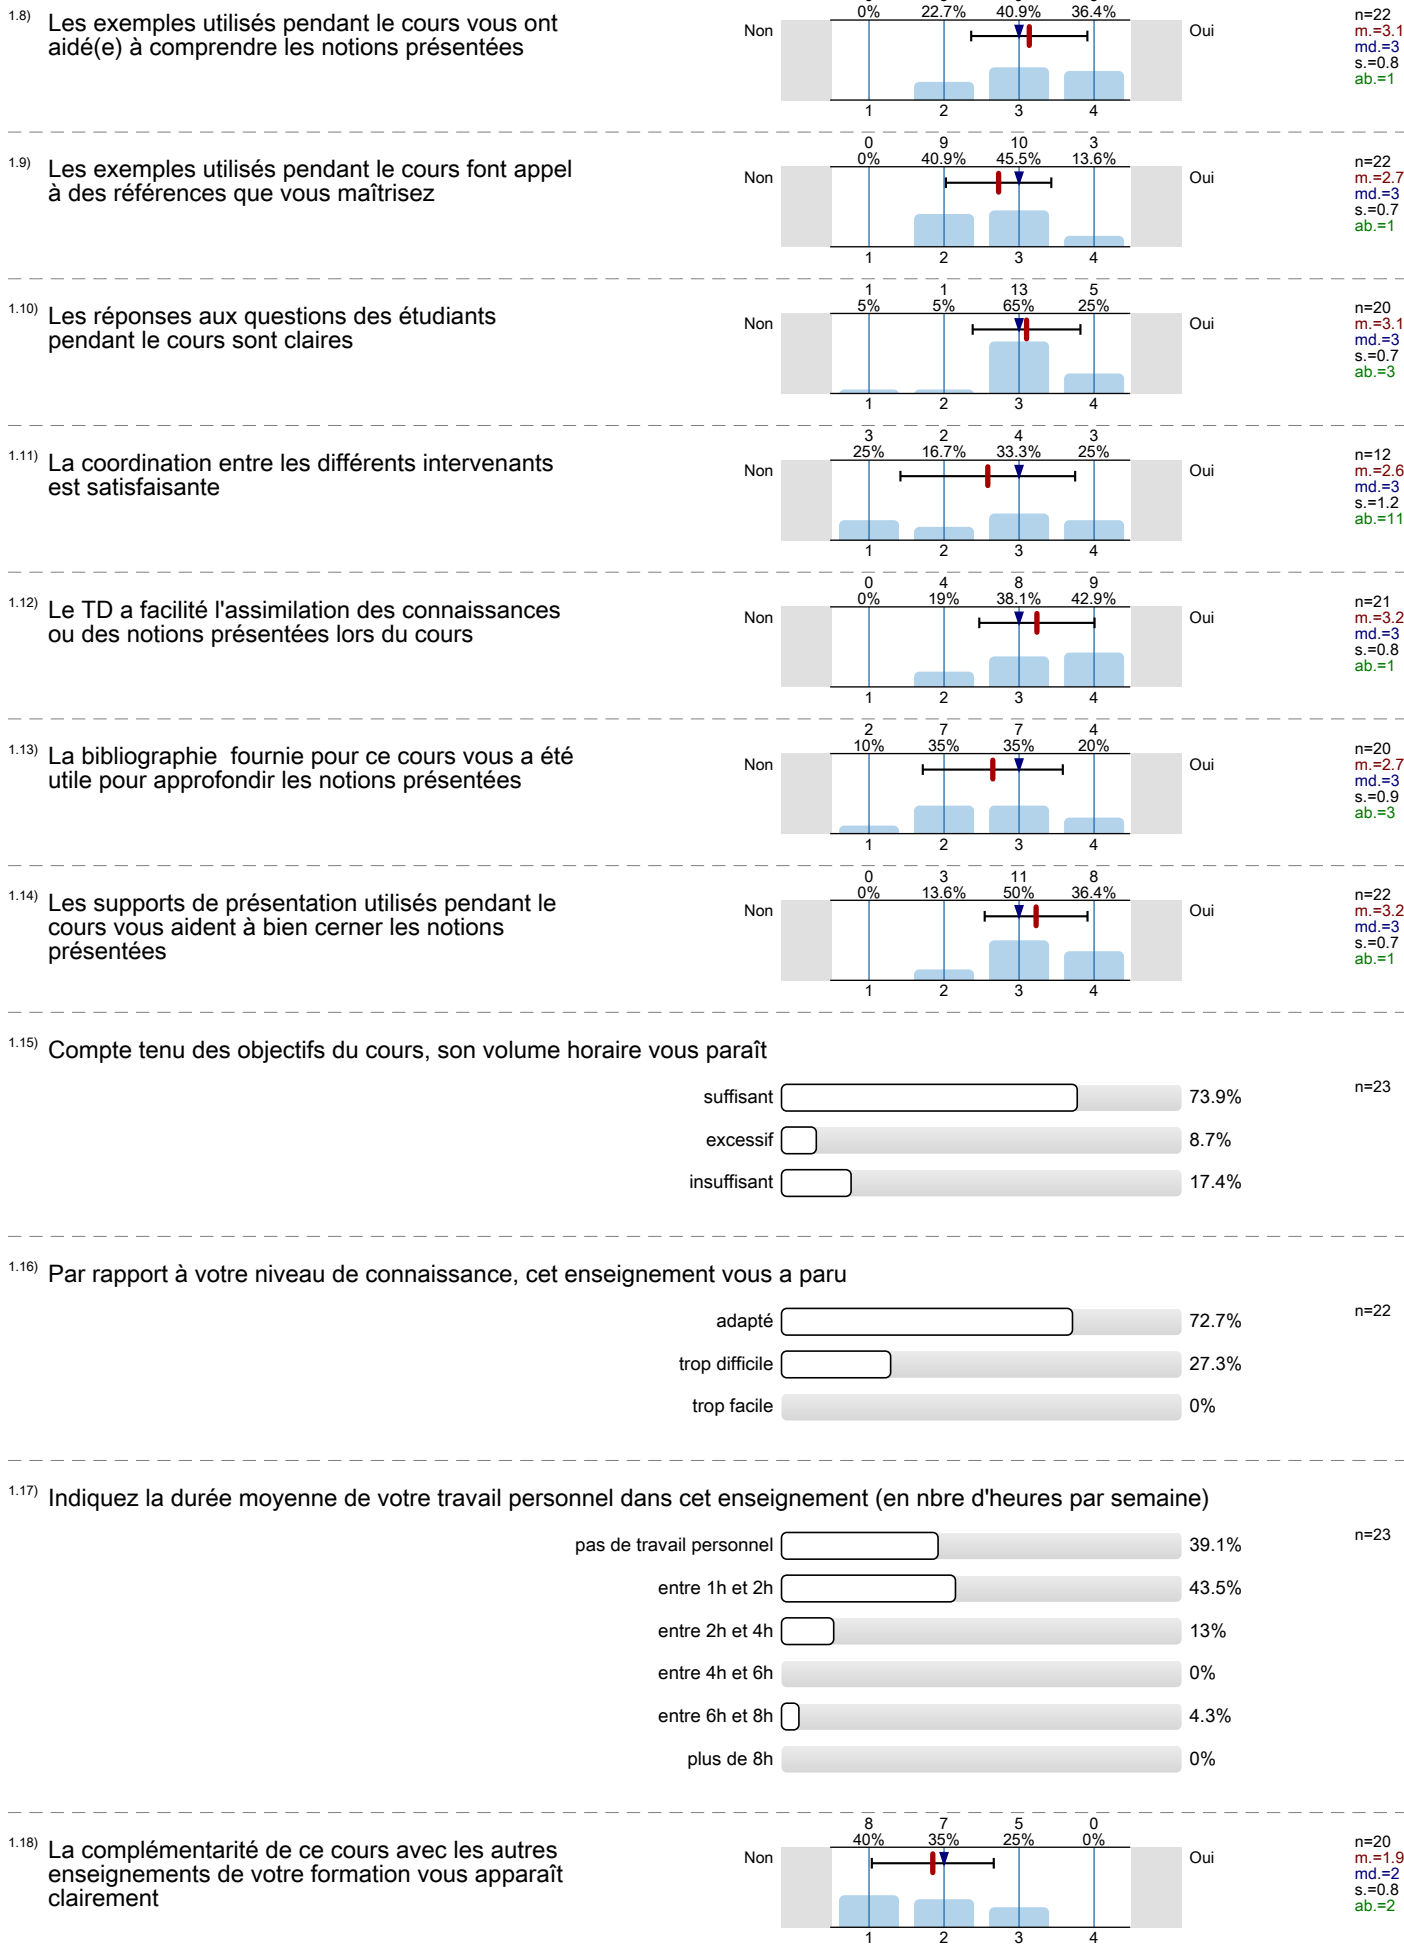 0% 22.7% 40.9% 36.4%
1.8) Les exemples utilisés pendant le cours vous ont
aidé(e) à comprendre les notions présentées
Non Oui
1 2 3 4
n=22
m.=3.1
md.=3
s.=0.8
ab.=1
0 9 10 3
0% 40.9% 45.5% 13.6%
1.9) Les exemples utilisés pendant le cours font appel
à des références que vous maîtrisez
Non Oui
1 2 3 4
n=22
m.=2.7
md.=3
s.=0.7
ab.=1
1 1 13 5
5% 5% 65% 25%
1.10) Les réponses aux questions des étudiants
pendant le cours sont claires
Non Oui
1 2 3 4
n=20
m.=3.1
md.=3
s.=0.7
ab.=3
3 2 4 3
25% 16.7% 33.3% 25%
1.11) La coordination entre les différents intervenants
est satisfaisante
Non Oui
1 2 3 4
n=12
m.=2.6
md.=3
s.=1.2
ab.=11
0 4 8 9
0% 19% 38.1% 42.9%
1.12) Le TD a facilité l'assimilation des connaissances
ou des notions présentées lors du cours
Non Oui
1 2 3 4
n=21
m.=3.2
md.=3
s.=0.8
ab.=1
2 7 7 4
10% 35% 35% 20%
1.13) La bibliographie fournie pour ce cours vous a été
utile pour approfondir les notions présentées
Non Oui
1 2 3 4
n=20
m.=2.7
md.=3
s.=0.9
ab.=3
0 3 11 8
0% 13.6% 50% 36.4%
1.14) Les supports de présentation utilisés pendant le
cours vous aident à bien cerner les notions
présentées
Non Oui
1 2 3 4
n=22
m.=3.2
md.=3
s.=0.7
ab.=1
1.15) Compte tenu des objectifs du cours, son volume horaire vous paraît
suffisant 73.9% n=23
excessif 8.7%
insuffisant 17.4%
1.16) Par rapport à votre niveau de connaissance, cet enseignement vous a paru
adapté 72.7% n=22
trop difficile 27.3%
trop facile 0%
1.17) Indiquez la durée moyenne de votre travail personnel dans cet enseignement (en nbre d'heures par semaine)
pas de travail personnel 39.1% n=23
entre 1h et 2h 43.5%
entre 2h et 4h 13%
entre 4h et 6h 0%
entre 6h et 8h 4.3%
plus de 8h 0%
8 7 5 0
40% 35% 25% 0%
1.18) La complémentarité de ce cours avec les autres
enseignements de votre formation vous apparaît
clairement
Non Oui
1 2 3 4
n=20
m.=1.9
md.=2
s.=0.8
ab.=2